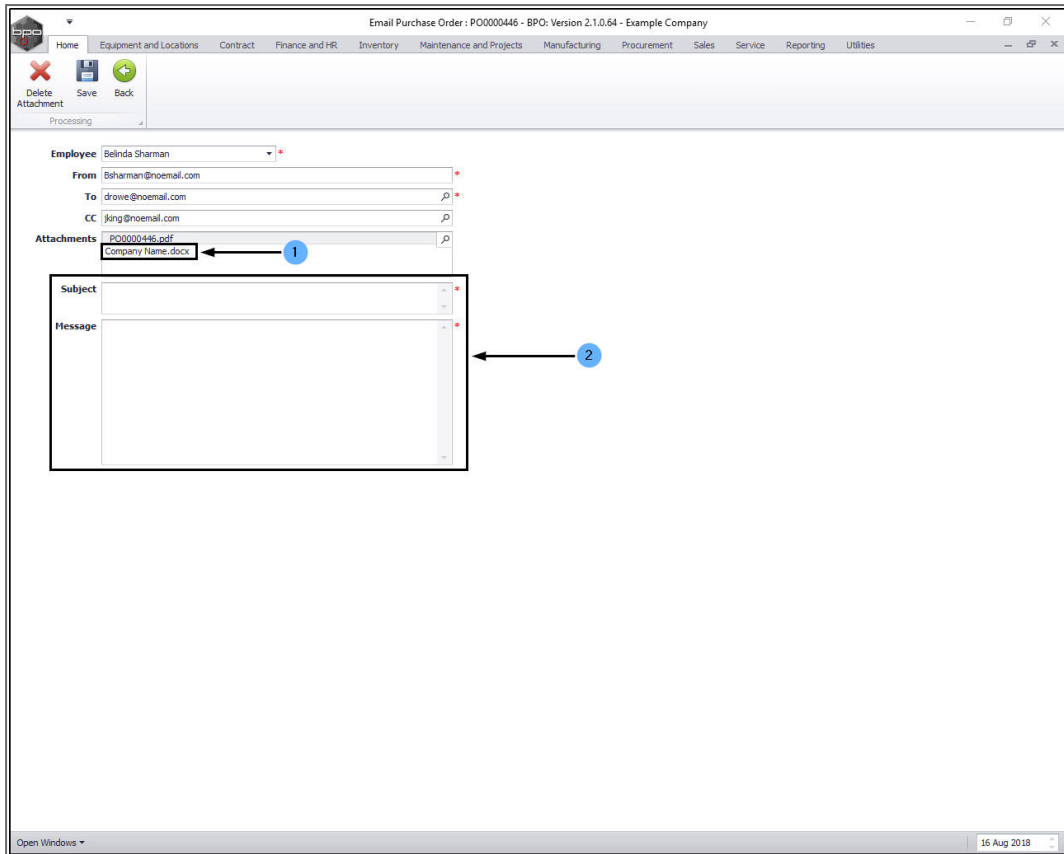 Email Purchase Order : PO0000446 - BPO: Version 2.1.0.64 - Example Company
bpo
Home Equipment and Locations Contract Finance and HR Inventory Maintenance and Projects Manufacturing Procurement Sales Service Reporting Utilities
Delete Attachment Save Back
Processing
Employee Belinda Sharman *
From Bsharman@noemail.com *
To drowe@noemail.com *
CC jking@noemail.com
Attachments PO0000446.pdf
Company Name.docx 1
Subject *
Message *
2
Open Windows 16 Aug 2018